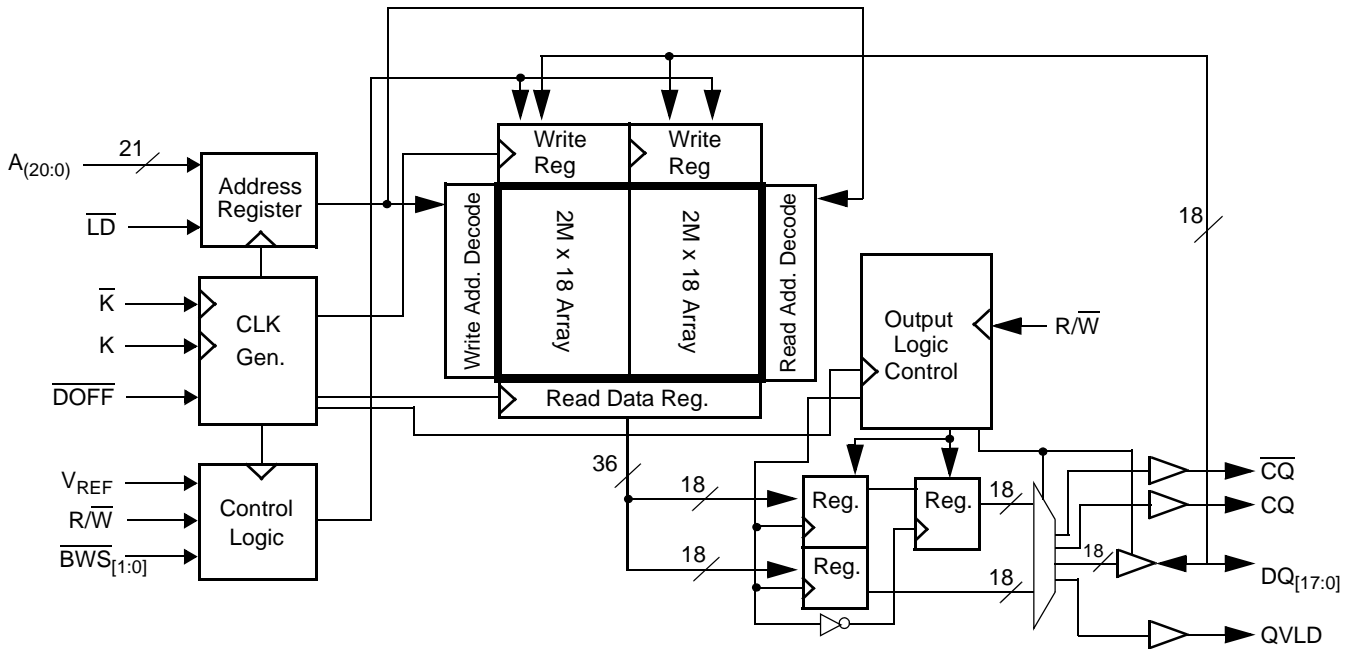 A(20:0)
21
LD
Address
Register
K
K
DOFF
CLK
Gen.
VREF
R/W
BWS[1:0]
Control
Logic
Write
Reg
Write
Reg
Write Add. Decode
2M x 18 Array
2M x 18 Array
Read Add. Decode
Read Data Reg.
36
18
18
Output
Logic
Control
R/W
18
Reg.
Reg.
Reg.
18
18
18
CQ
CQ
DQ[17:0]
QVLD